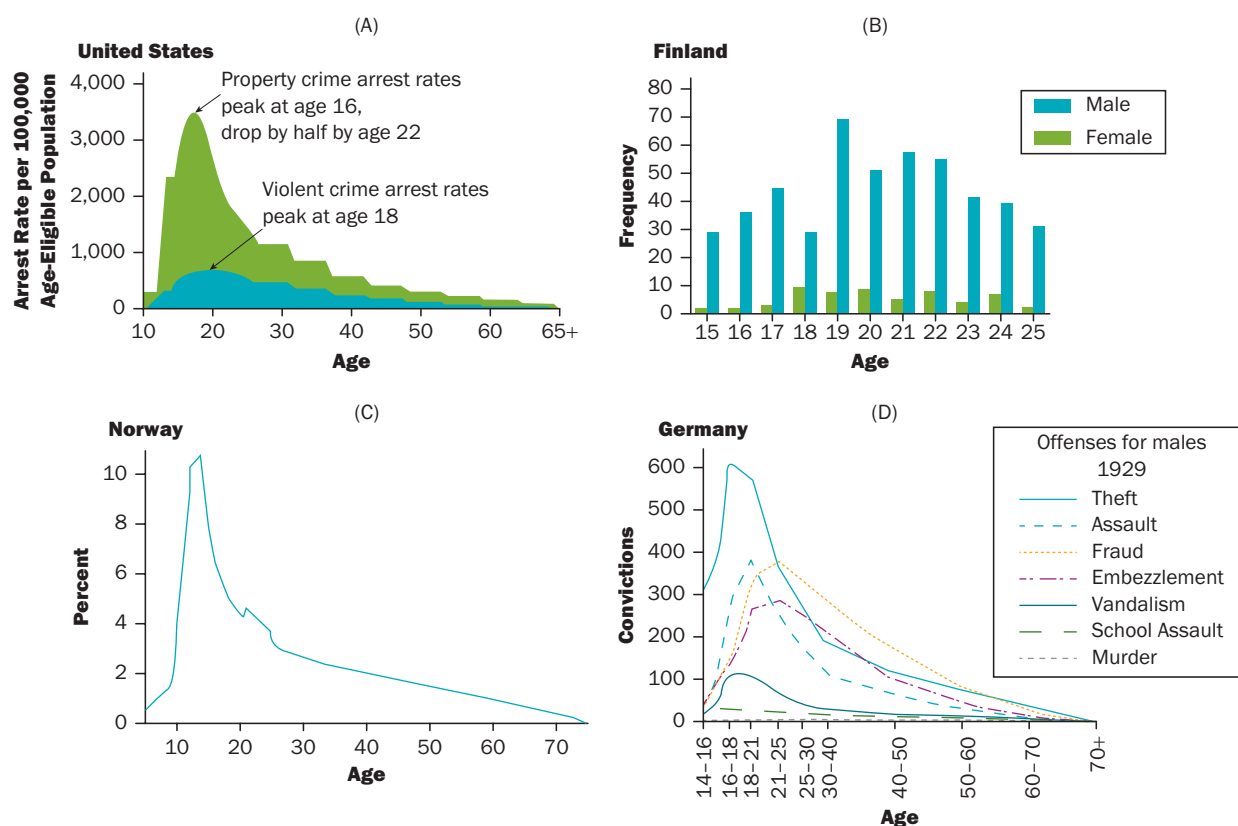 (A)
United States
Arrest Rate per 100,000
Age-Eligible Population
4,000
3,000
2,000
1,000
0
Property crime arrest rates
peak at age 16,
drop by half by age 22
Violent crime arrest rates
peak at age 18
10 20 30 40 50 60 65+
Age
(B)
Finland
Frequency
80
70
60
50
40
30
20
10
0
Male
Female
15 16 17 18 19 20 21 22 23 24 25
Age
(C)
Norway
Percent
10
8
6
4
2
0
10 20 30 40 50 60 70
Age
(D)
Germany
Convictions
600
500
400
300
200
100
0
Offenses for males
1929
Theft
Assault
Fraud
Embezzlement
Vandalism
School Assault
Murder
14–16
16–18
18–21
21–25
25–30
30–40
40–50
50–60
60–70
70+
Age